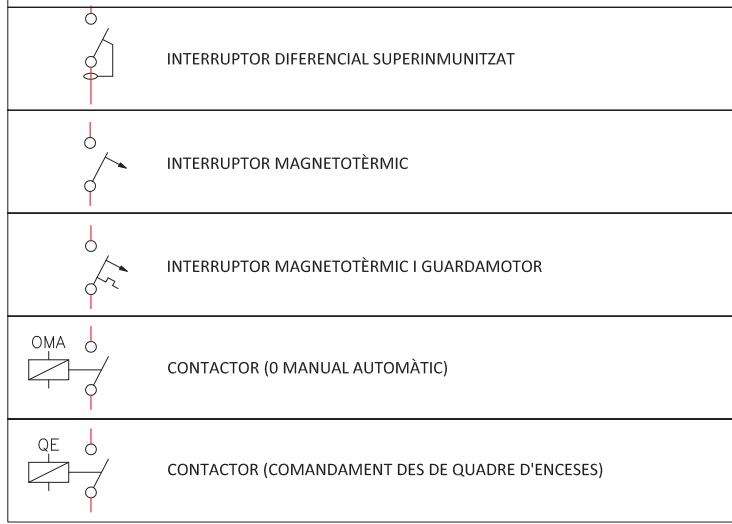 INTERRUPTOR DIFERENCIAL SUPERINMUNITZAT
INTERRUPTOR MAGNETOTÈRMIC
INTERRUPTOR MAGNETOTÈRMIC I GUARDAMOTOR
OMA
CONTACTOR (0 MANUAL AUTOMÀTIC)
QE
CONTACTOR (COMANDAMENT DES DE QUADRE D'ENCESES)